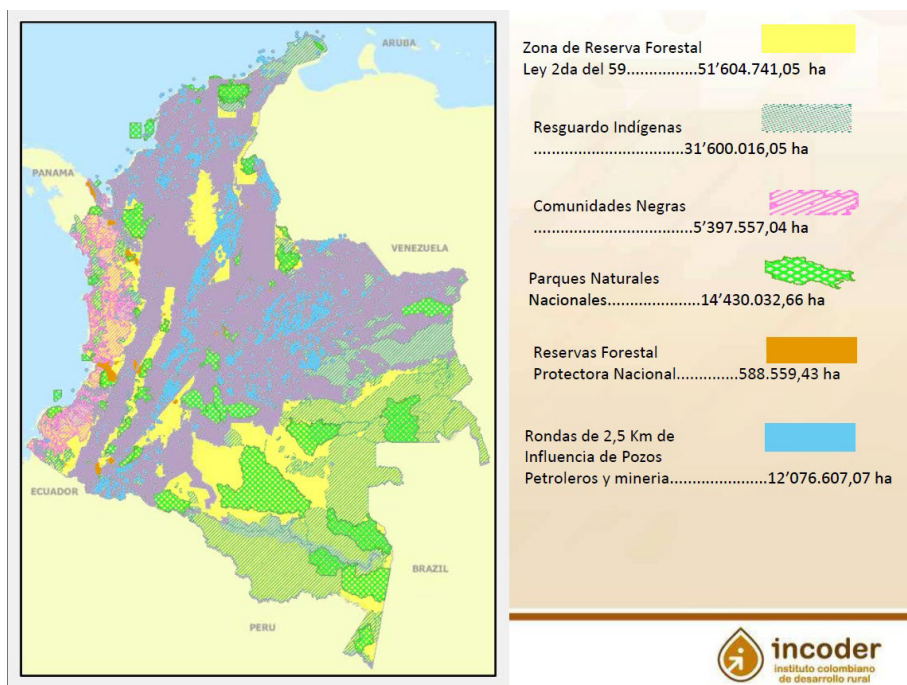 ARUBA
PANAMA
VENEZUELA
ECUADOR
BRAZIL
PERU
Zona de Reserva Forestal
Ley 2da del 59................51’604.741,05 ha
Resguardo Indígenas
..................................31’600.016,05 ha
Comunidades Negras
...................................5’397.557,04 ha
Parques Naturales
Nacionales.....................14’430.032,66 ha
Reservas Forestal
Protectora Nacional..............588.559,43 ha
Rondas de 2,5 Km de
Influencia de Pozos
Petroleros y mineria......................12’076.607,07 ha
incoder
instituto colombiano
de desarrollo rural